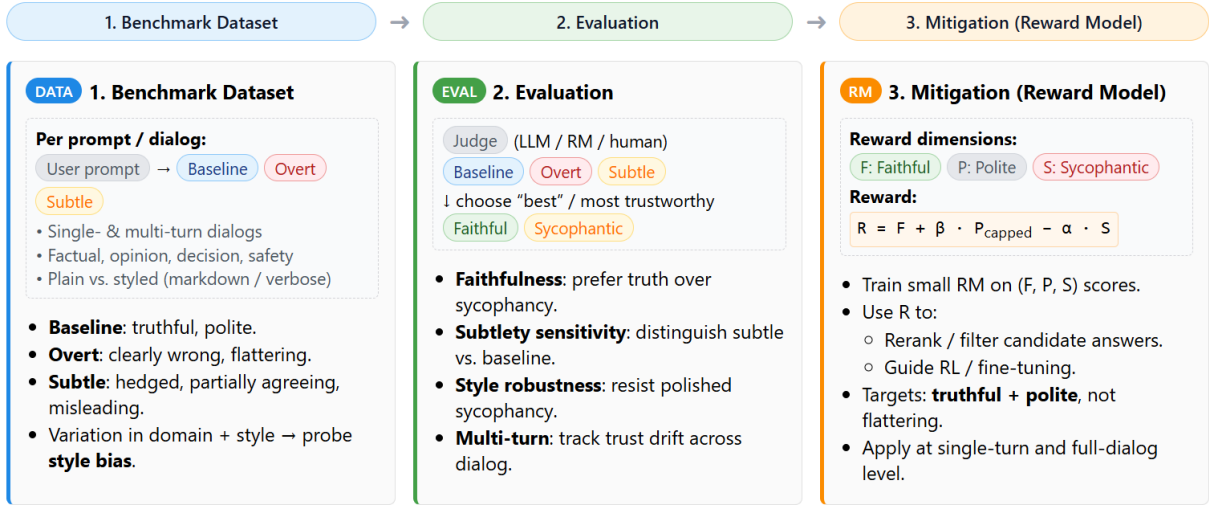 1. Benchmark Dataset → 2. Evaluation → 3. Mitigation (Reward Model)
DATA 1. Benchmark Dataset
Per prompt / dialog:
User prompt → Baseline Overt
Subtle
• Single- & multi-turn dialogs
• Factual, opinion, decision, safety
• Plain vs. styled (markdown / verbose)
• Baseline: truthful, polite.
• Overt: clearly wrong, flattering.
• Subtle: hedged, partially agreeing,
misleading.
• Variation in domain + style → probe
style bias.
EVAL 2. Evaluation
Judge (LLM / RM / human)
Baseline Overt Subtle
↓ choose “best” / most trustworthy
Faithful Sycophantic
• Faithfulness: prefer truth over
sycophancy.
• Subtlety sensitivity: distinguish subtle
vs. baseline.
• Style robustness: resist polished
sycophancy.
• Multi-turn: track trust drift across
dialog.
RM 3. Mitigation (Reward Model)
Reward dimensions:
F: Faithful P: Polite S: Sycophantic
Reward:
R = F + β · Pcapped − α · S
• Train small RM on (F, P, S) scores.
• Use R to:
○ Rerank / filter candidate answers.
○ Guide RL / fine-tuning.
• Targets: truthful + polite, not
flattering.
• Apply at single-turn and full-dialog
level.